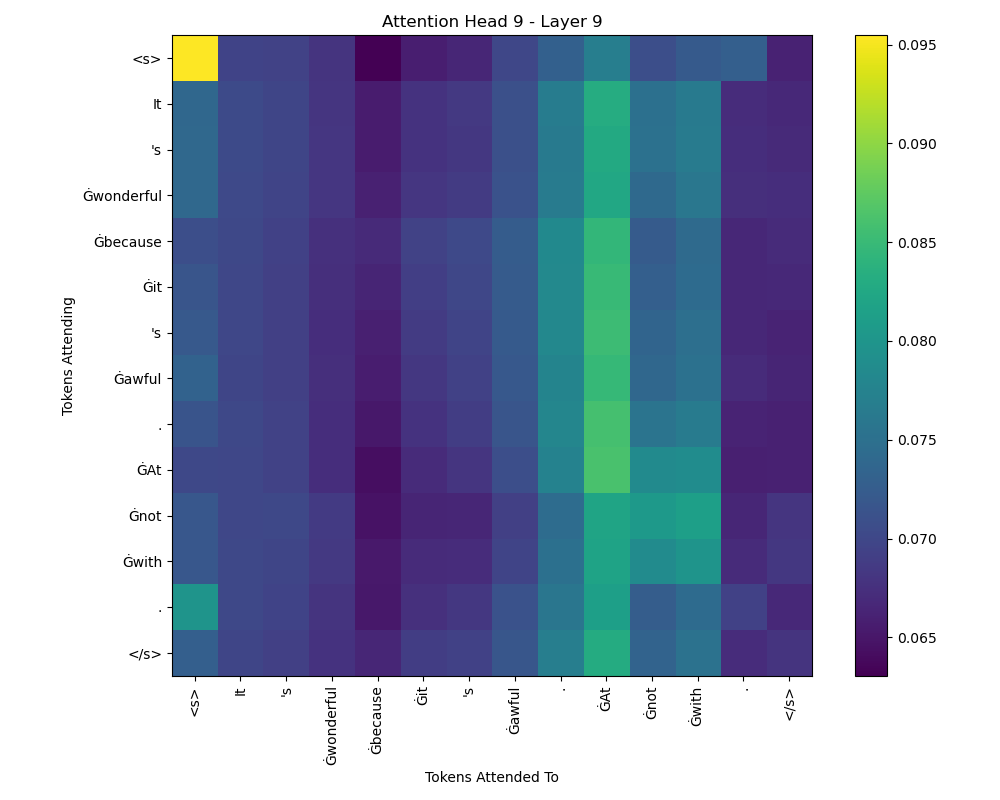 Attention Head 9 - Layer 9
<s>
It
's
Ġwonderful
Ġbecause
Ġit
's
Ġawful
.
ĠAt
Ġnot
Ġwith
.
</s>
Tokens Attending
<s>
It
's
Ġwonderful
Ġbecause
Ġit
's
Ġawful
.
ĠAt
Ġnot
Ġwith
.
</s>
Tokens Attended To
0.095
0.090
0.085
0.080
0.075
0.070
0.065